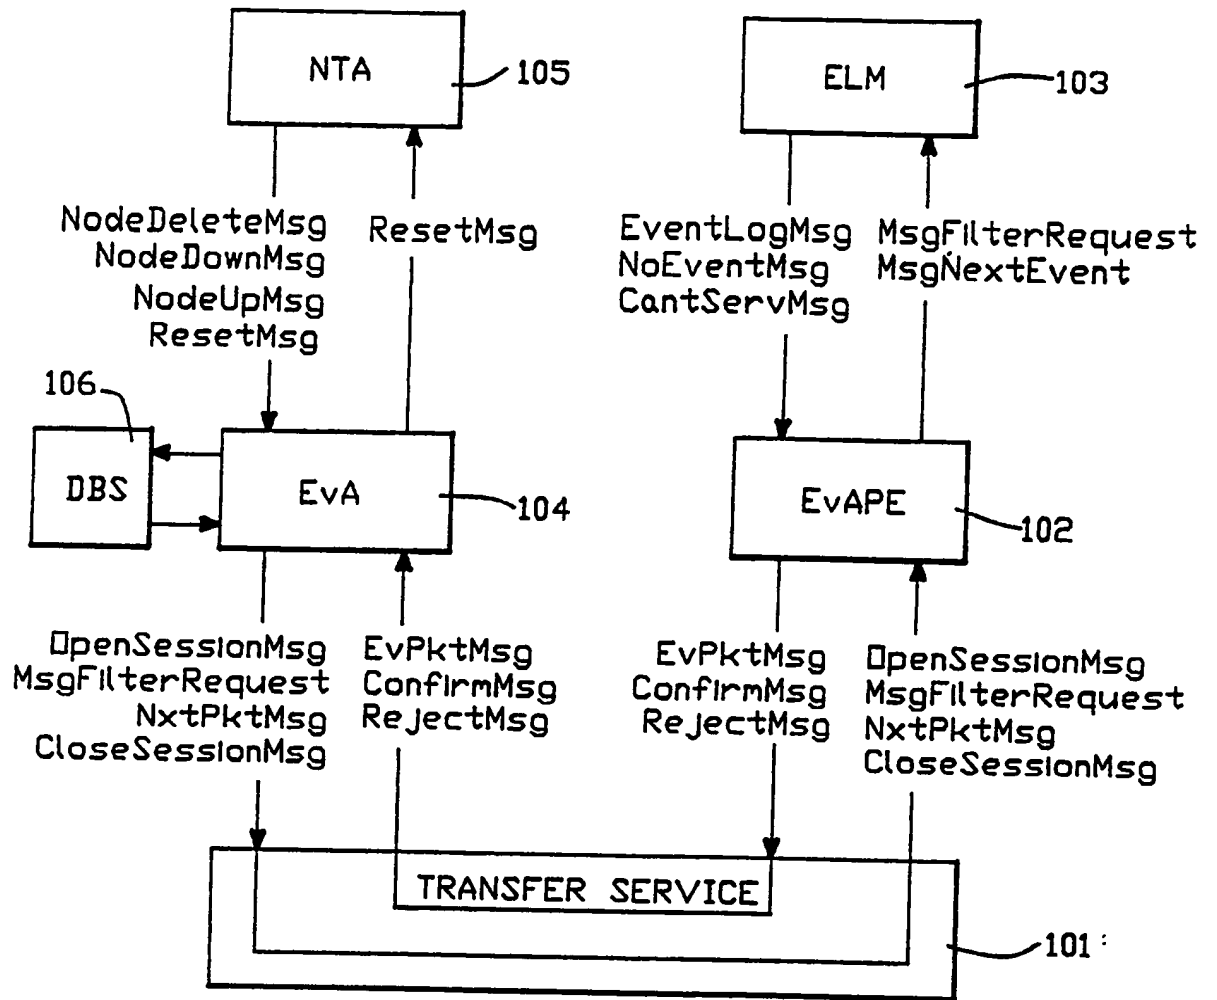 NTA
105
ELM
103
NodeDeleteMsg
NodeDownMsg
NodeUpMsg
ResetMsg
ResetMsg
EventLogMsg
NoEventMsg
CantServMsg
MsgFilterRequest
MsgNextEvent
106
DBS
EvA
104
EvAPE
102
OpenSessionMsg
MsgFilterRequest
NxtPktMsg
CloseSessionMsg
EvPktMsg
ConfirmMsg
RejectMsg
EvPktMsg
ConfirmMsg
RejectMsg
OpenSessionMsg
MsgFilterRequest
NxtPktMsg
CloseSessionMsg
TRANSFER SERVICE
101